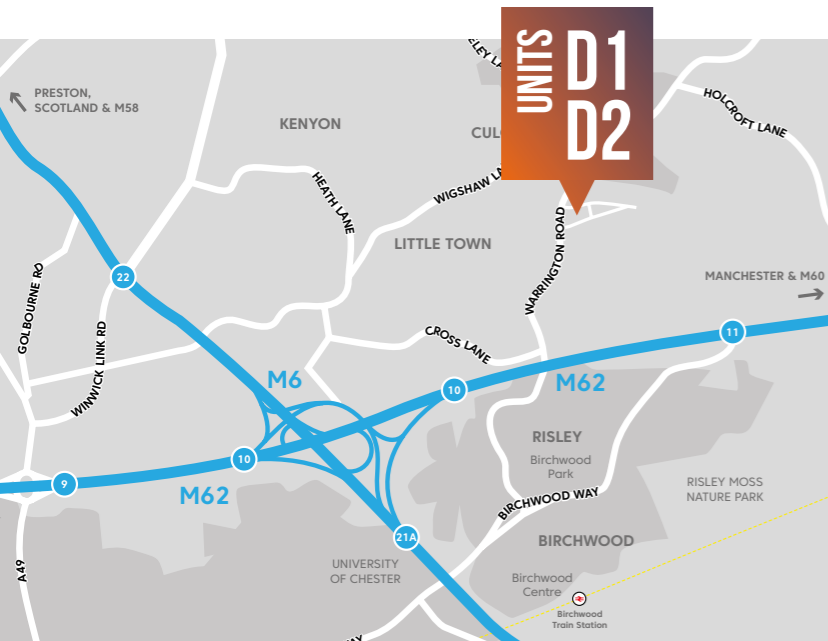 PRESTON,
SCOTLAND & M58
KENYON
UNITS
D1
D2
HOLCROFT LANE
HEATH LANE
LITTLE TOWN
WARRINGTON ROAD
MANCHESTER & M60
GOLBOURNE RD
22
WINWICK LINK RD
CROSS LANE
11
M6
10
M62
RISLEY
Birchwood
Park
10
9
M62
RISLEY MOSS
NATURE PARK
BIRCHWOOD WAY
21A
BIRCHWOOD
A49
UNIVERSITY
OF CHESTER
Birchwood
Centre
Birchwood
Train Station